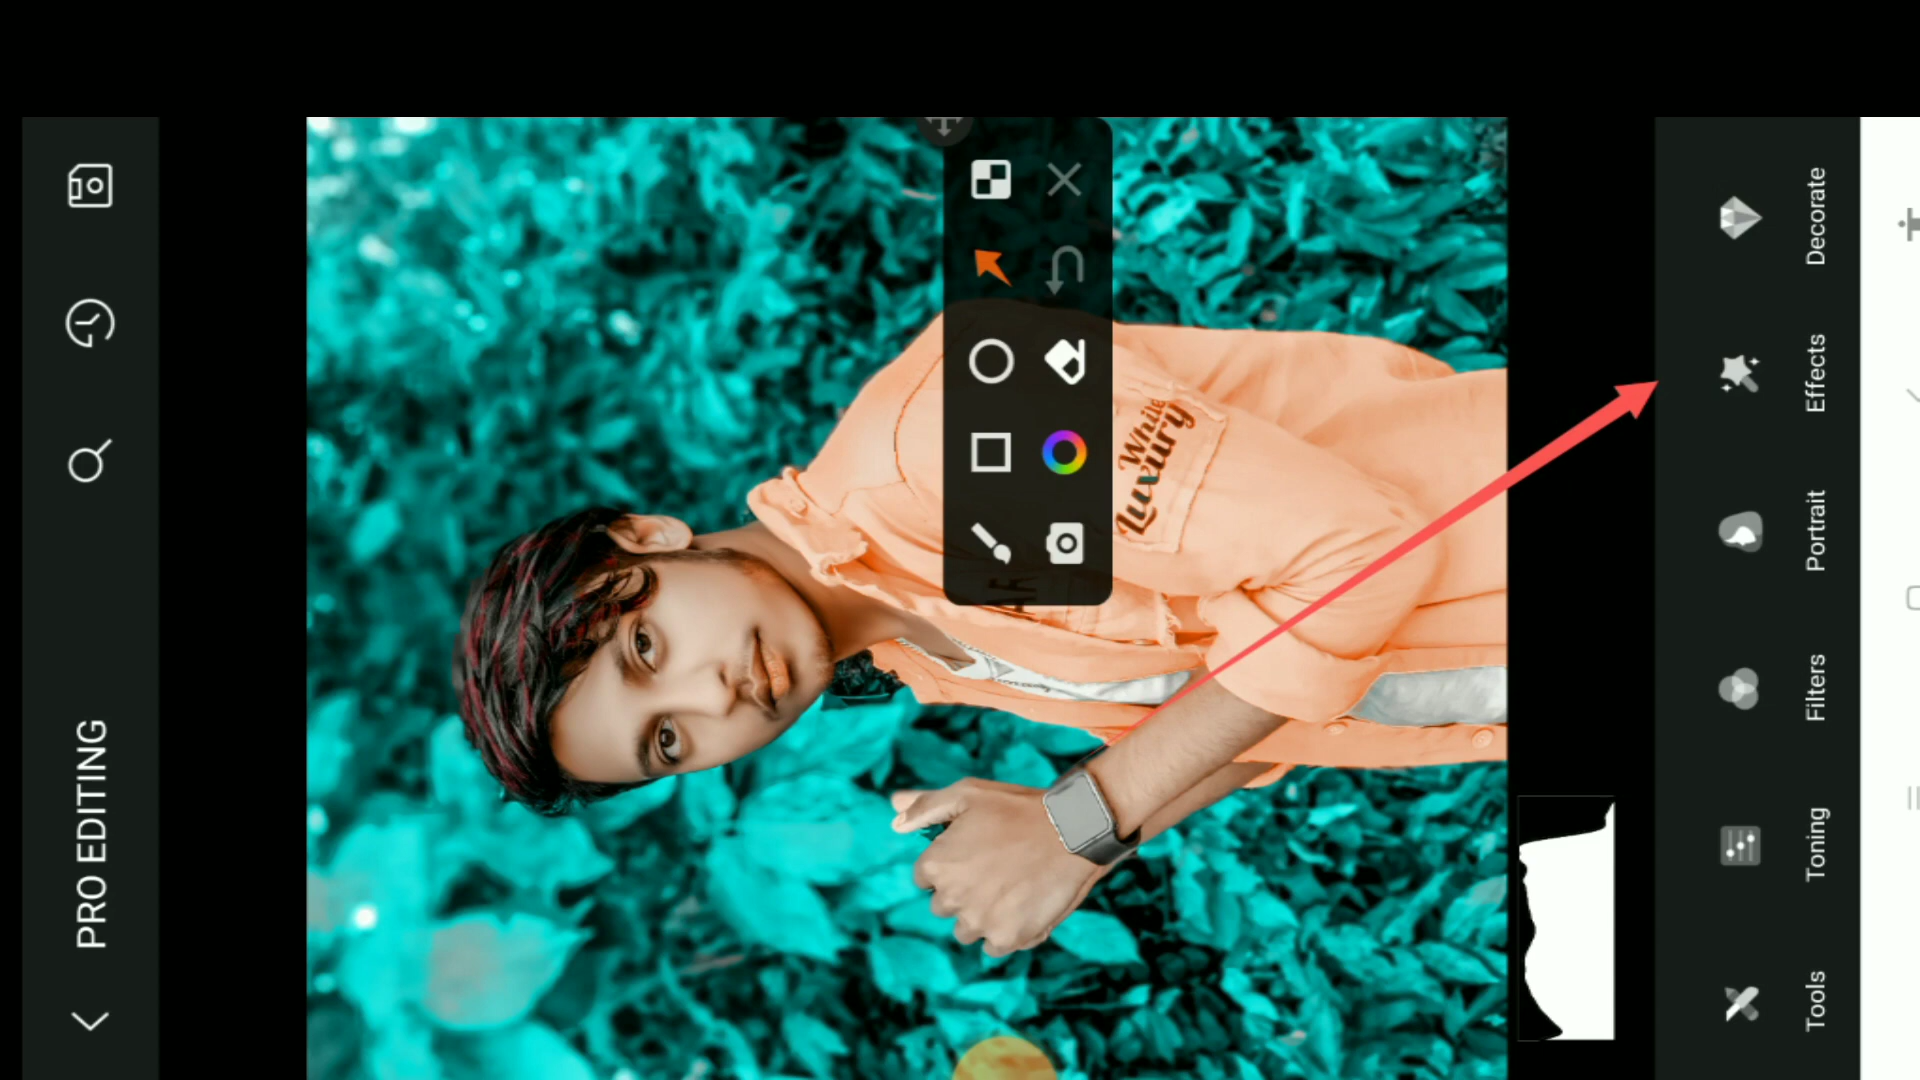 PRO EDITING
White
Luxury
Tools
Toning
Filters
Portrait
Effects
Decorate